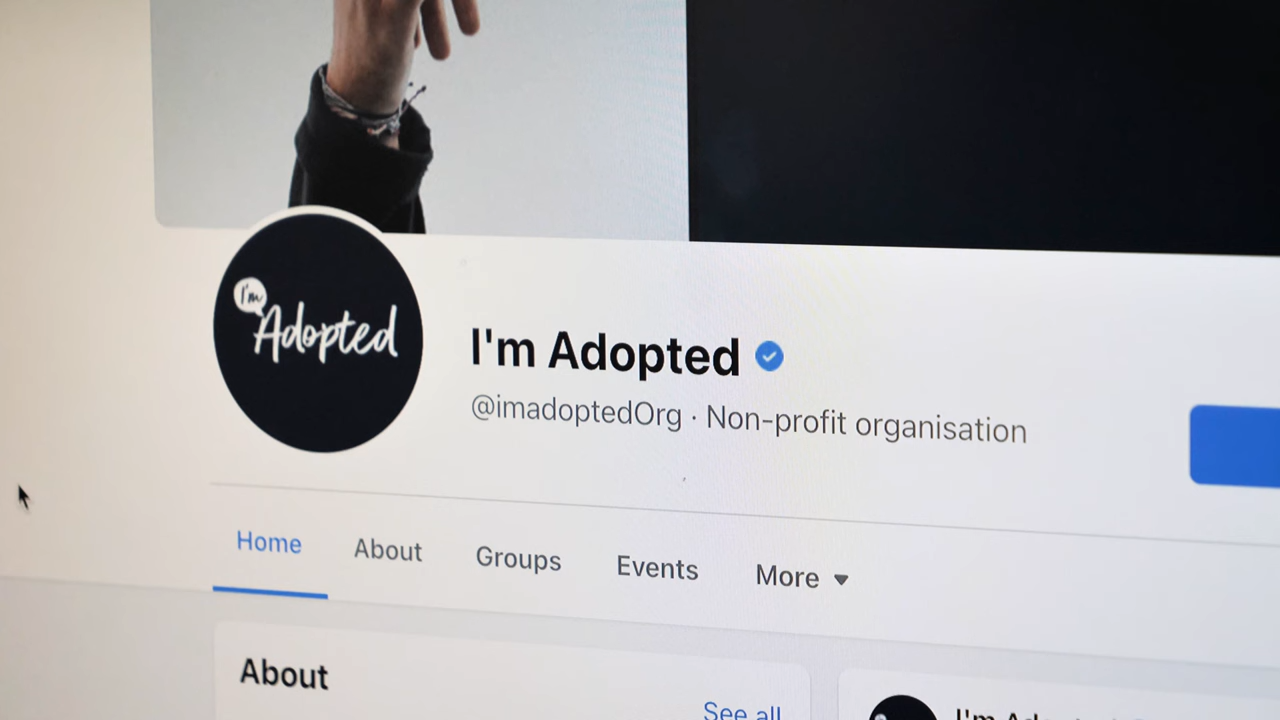 I'm
Adopted
I'm Adopted
@imadoptedOrg · Non-profit organisation
Home About Groups Events More
About
See all
I'm